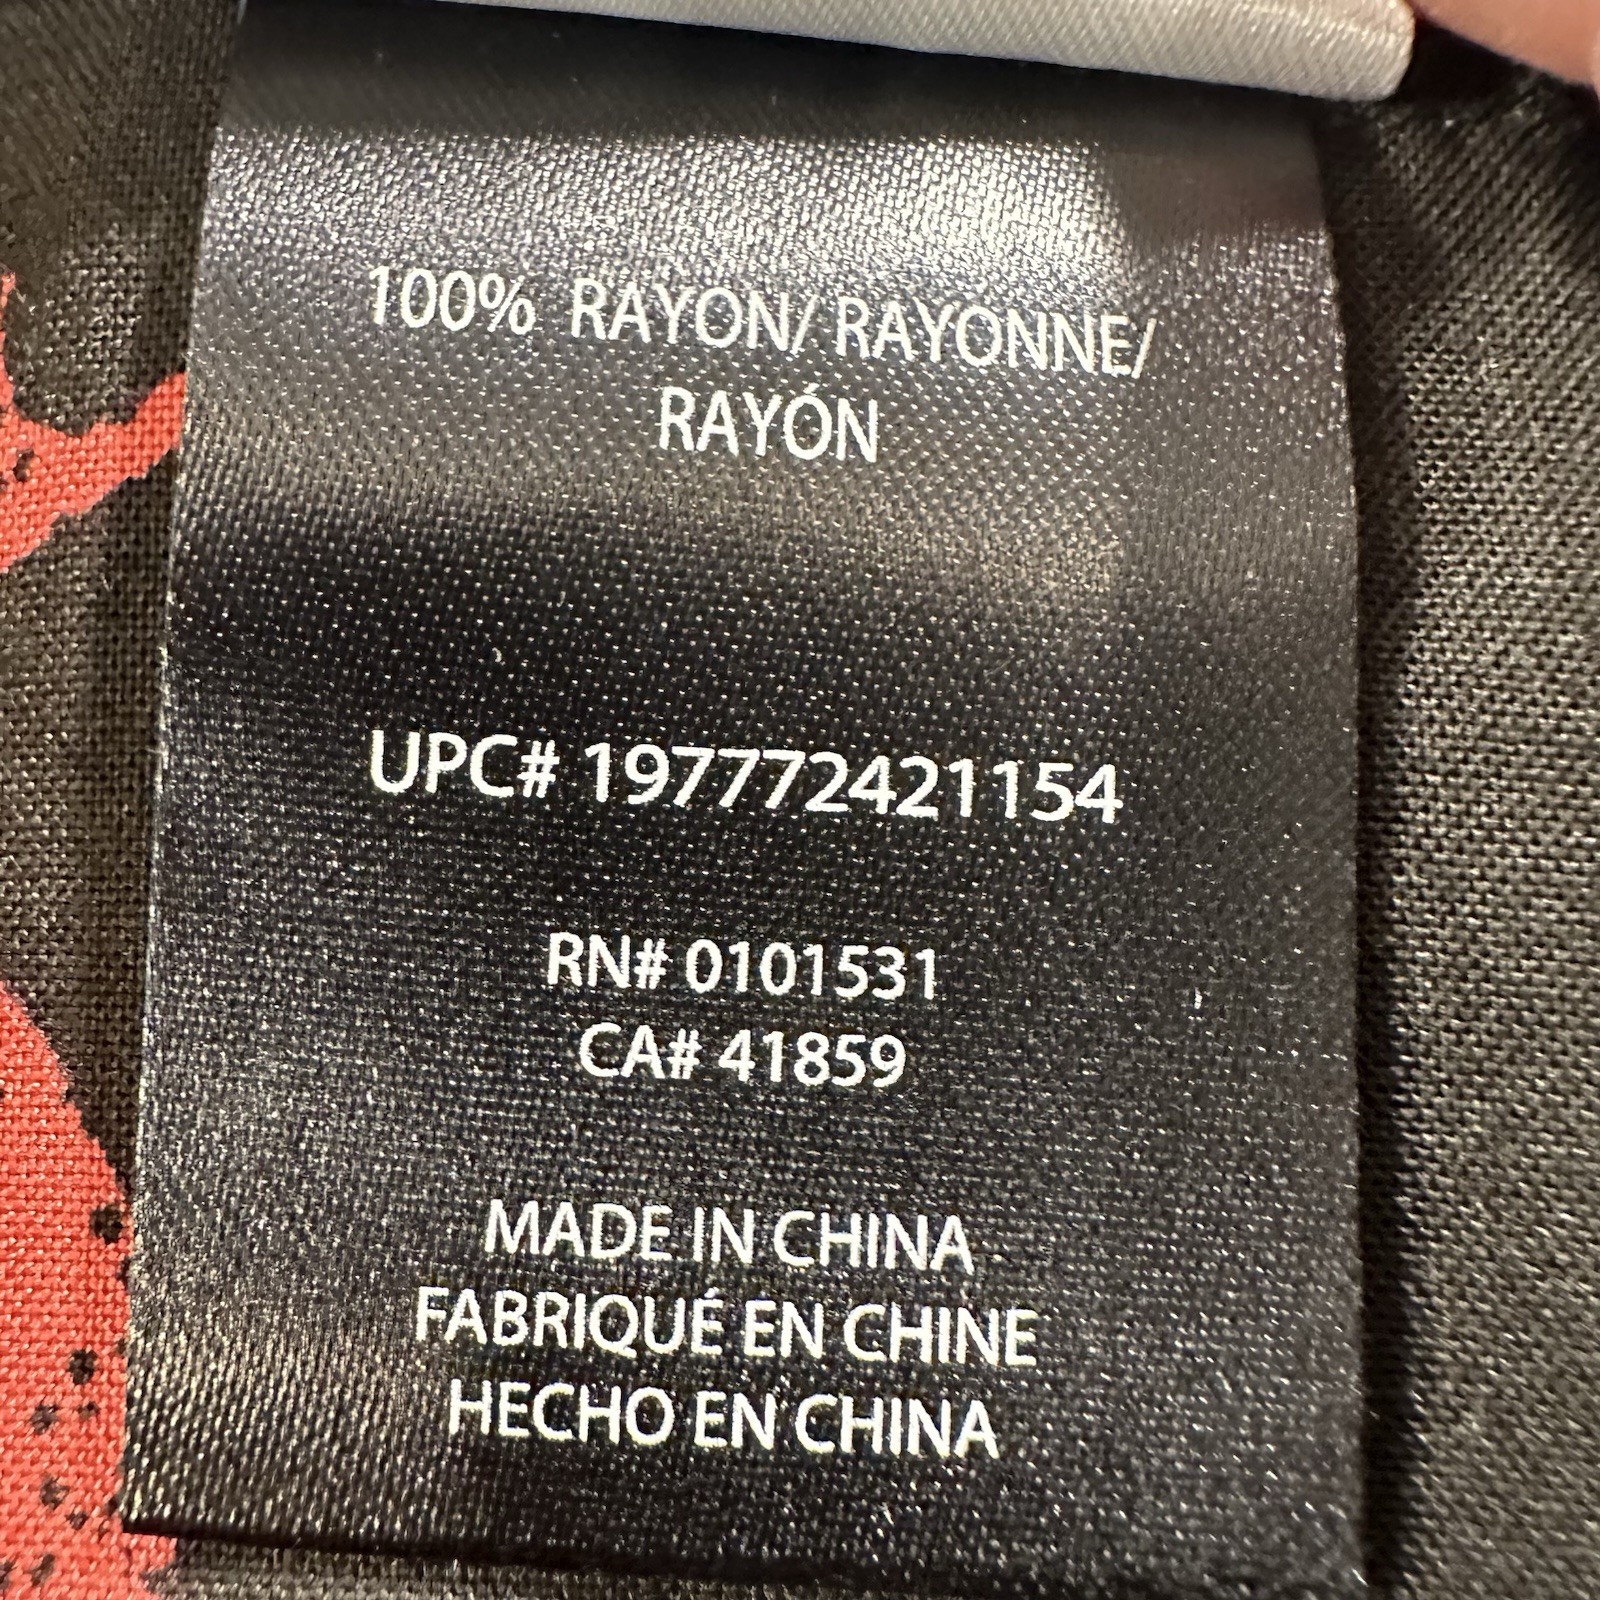 100% RAYON/ RAYONNE/
RAYÓN
UPC# 197772421154
RN# 0101531
CA# 41859
MADE IN CHINA
FABRIQUÉ EN CHINE
HECHO EN CHINA